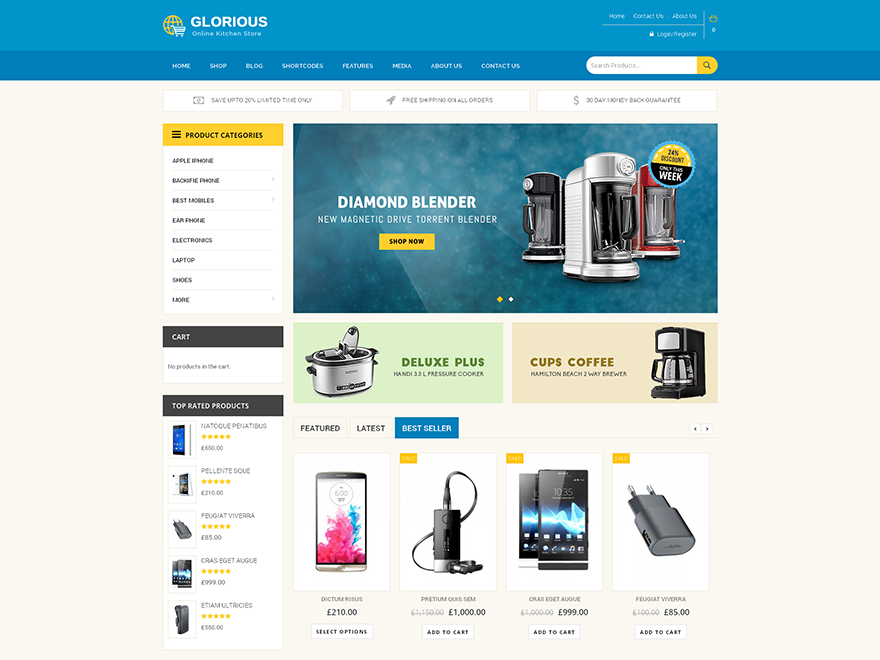 GLORIOUS
Online Kitchen Store
Home Contact Us About Us
Login/Register
0
HOME SHOP BLOG SHORTCODES FEATURES MEDIA ABOUT US CONTACT US
Search Products...
SAVE UPTO 20% LIMITED TIME ONLY
FREE SHIPPING ON ALL ORDERS
30 DAY MONEY BACK GUARANTEE
PRODUCT CATEGORIES
APPLE IPHONE
BACKIFIE PHONE
BEST MOBILES
EAR PHONE
ELECTRONICS
LAPTOP
SHOES
MORE
DIAMOND BLENDER
NEW MAGNETIC DRIVE TORRENT BLENDER
SHOP NOW
24%
DISCOUNT
ONLY THIS
WEEK
CART
No products in the cart.
DELUXE PLUS
HANDI 3.3 L PRESSURE COOKER
CUPS COFFEE
HAMILTON BEACH 2 WAY BREWER
TOP RATED PRODUCTS
NATOQUE PENATIBUS
£650.00
PELLENTE SQUE
£210.00
FEUGIAT VIVERRA
£85.00
CRAS EGET AUGUE
£999.00
ETIAM ULTRICIES
£550.00
FEATURED LATEST BEST SELLER
SALE!
SALE!
SALE!
DICTUM RISUS
£210.00
SELECT OPTIONS
PRETIUM QUIS SEM
£1,150.00 £1,000.00
ADD TO CART
CRAS EGET AUGUE
£1,000.00 £999.00
ADD TO CART
FEUGIAT VIVERRA
£100.00 £85.00
ADD TO CART